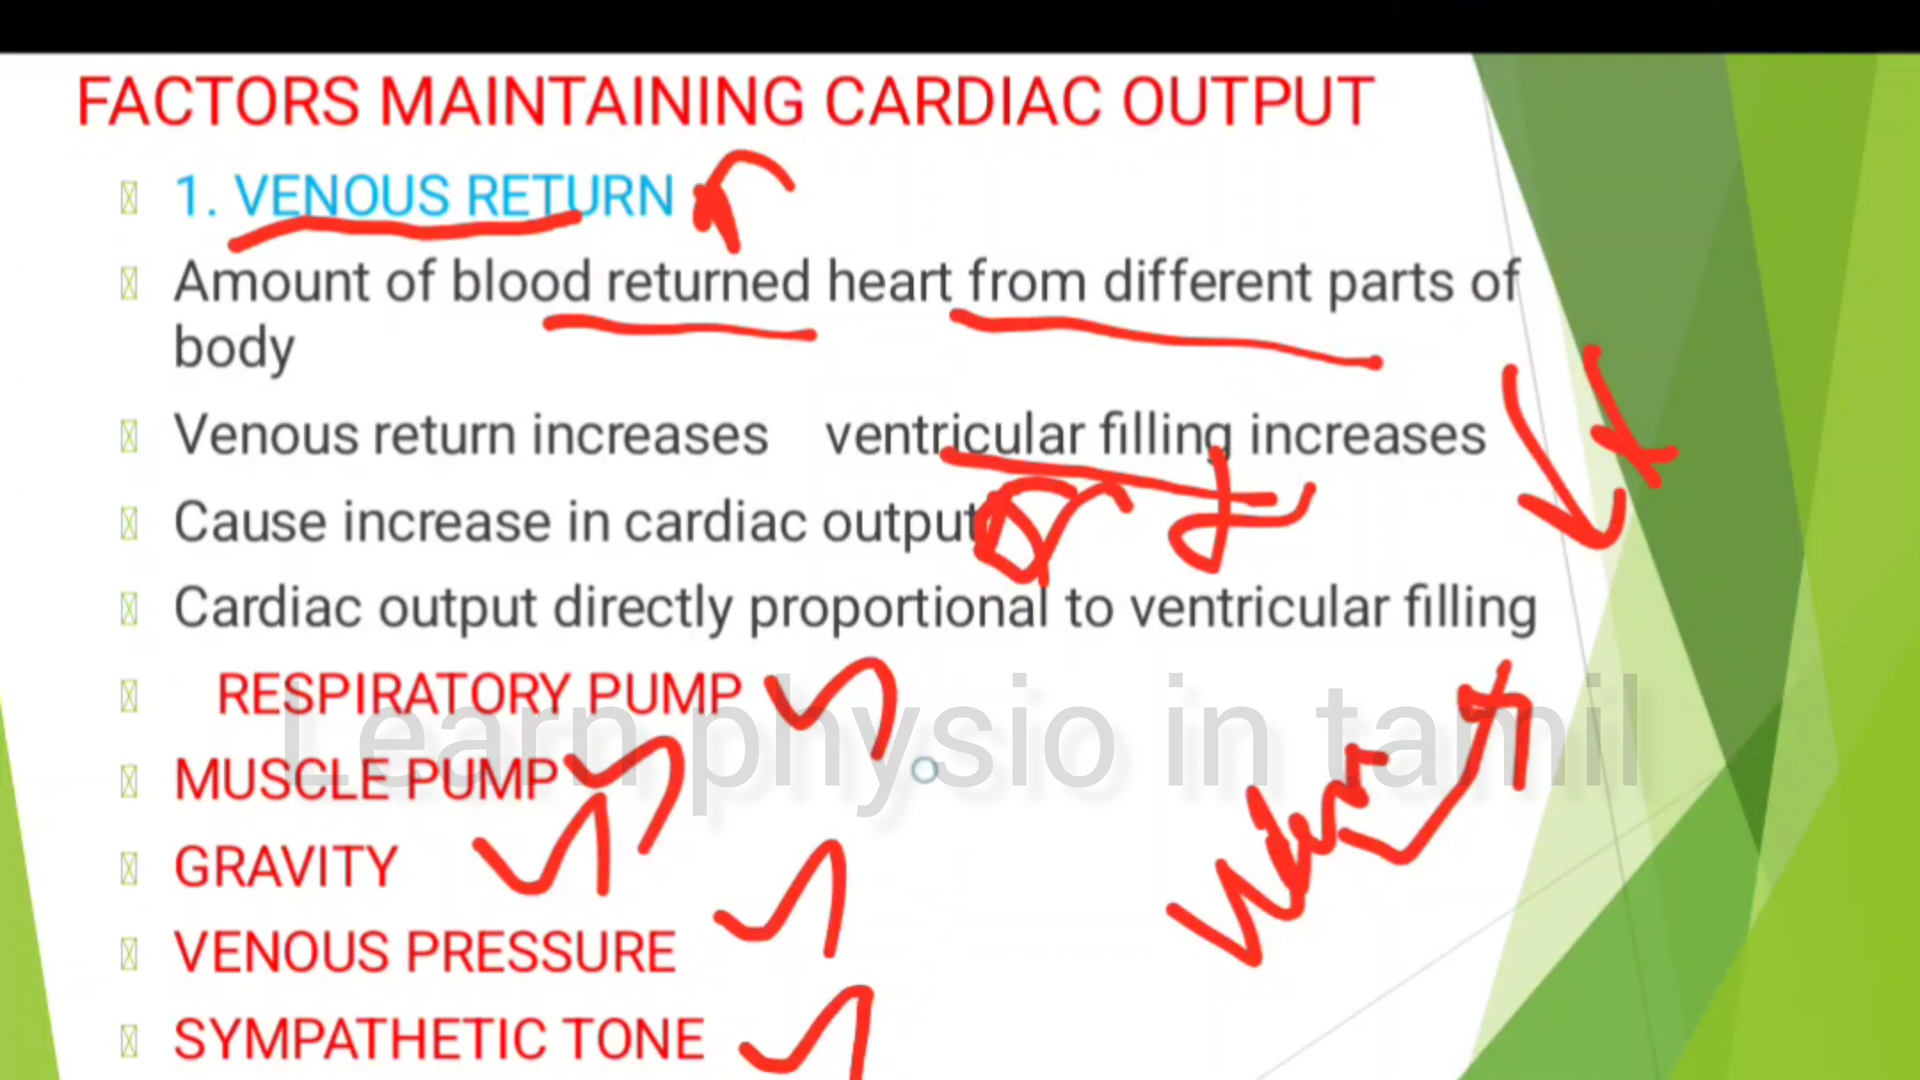 FACTORS MAINTAINING CARDIAC OUTPUT
1. VENOUS RETURN
Amount of blood returned heart from different parts of
body
Venous return increases ventricular filling increases
Cause increase in cardiac output
Cardiac output directly proportional to ventricular filling
RESPIRATORY PUMP
Learn physio in tamil
MUSCLE PUMP
GRAVITY
VENOUS PRESSURE
SYMPATHETIC TONE